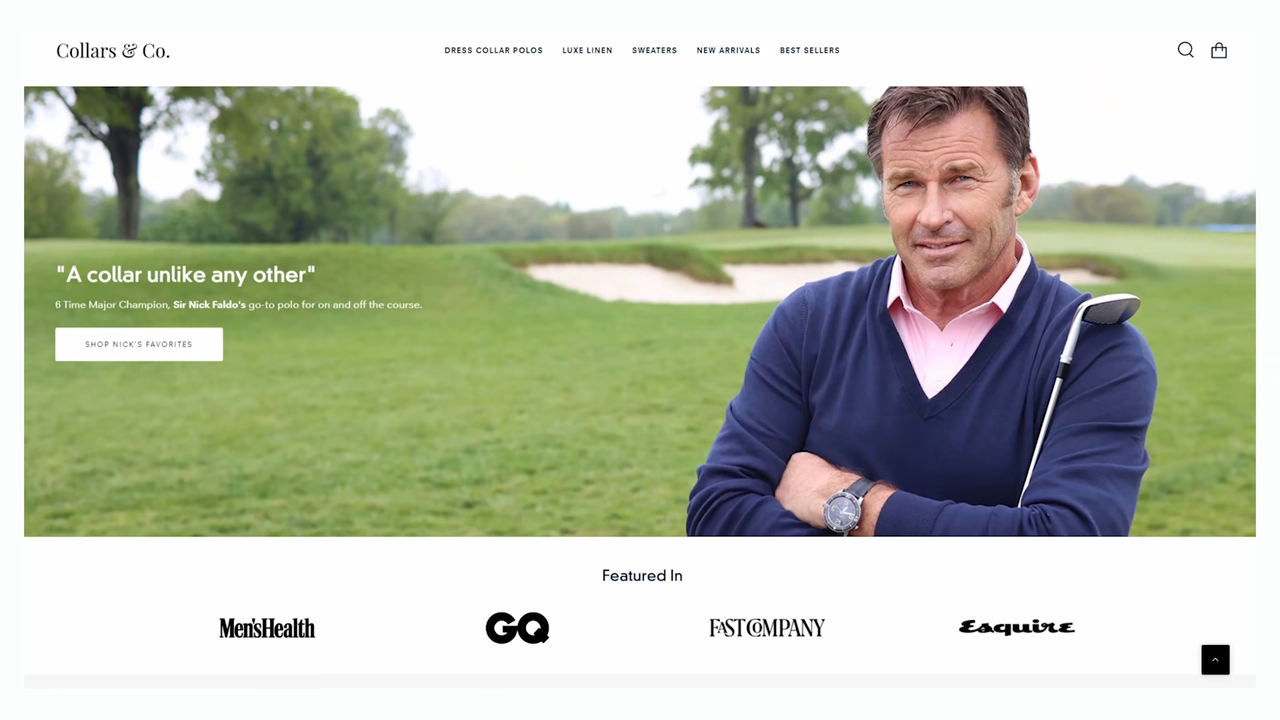 Collars & Co.
DRESS COLLAR POLOS LUXE LINEN SWEATERS NEW ARRIVALS BEST SELLERS
"A collar unlike any other"
6 Time Major Champion, Sir Nick Faldo's go-to polo for on and off the course.
SHOP NICK'S FAVORITES
Featured In
Men'sHealth GQ FAST COMPANY Esquire